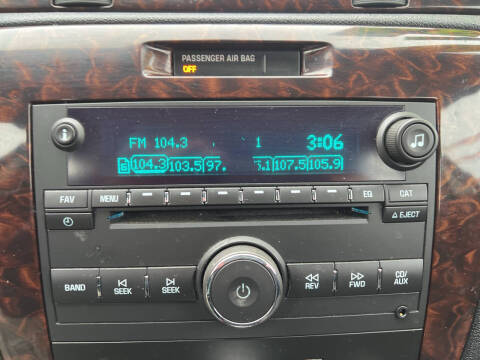 PASSENGER AIR BAG
OFF
FM 104.3 1 3:06
104.3 103.5 97. 107.5 105.9
FAV MENU EQ CAT
EJECT
BAND SEEK SEEK REV FWD CD/AUX